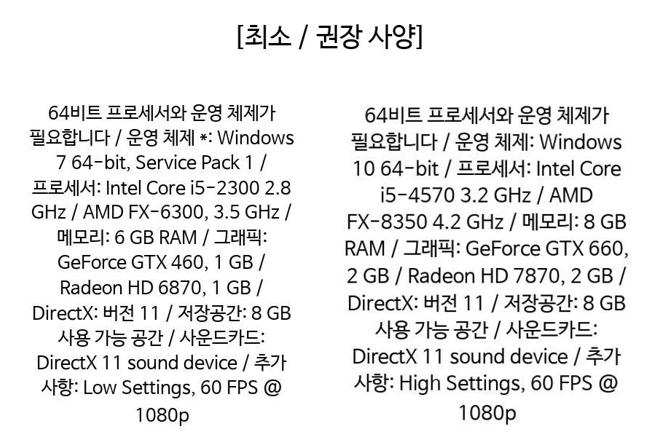 [최소 / 권장 사양]
64비트 프로세서와 운영 체제가
필요합니다 / 운영 체제 *: Windows
7 64-bit, Service Pack 1 /
프로세서: Intel Core i5-2300 2.8
GHz / AMD FX-6300, 3.5 GHz /
메모리: 6 GB RAM / 그래픽:
GeForce GTX 460, 1 GB /
Radeon HD 6870, 1 GB /
DirectX: 버전 11 / 저장공간: 8 GB
사용 가능 공간 / 사운드카드:
DirectX 11 sound device / 추가
사항: Low Settings, 60 FPS @
1080p
64비트 프로세서와 운영 체제가
필요합니다 / 운영 체제: Windows
10 64-bit / 프로세서: Intel Core
i5-4570 3.2 GHz / AMD
FX-8350 4.2 GHz / 메모리: 8 GB
RAM / 그래픽: GeForce GTX 660,
2 GB / Radeon HD 7870, 2 GB /
DirectX: 버전 11 / 저장공간: 8 GB
사용 가능 공간 / 사운드카드:
DirectX 11 sound device / 추가
사항: High Settings, 60 FPS @
1080p